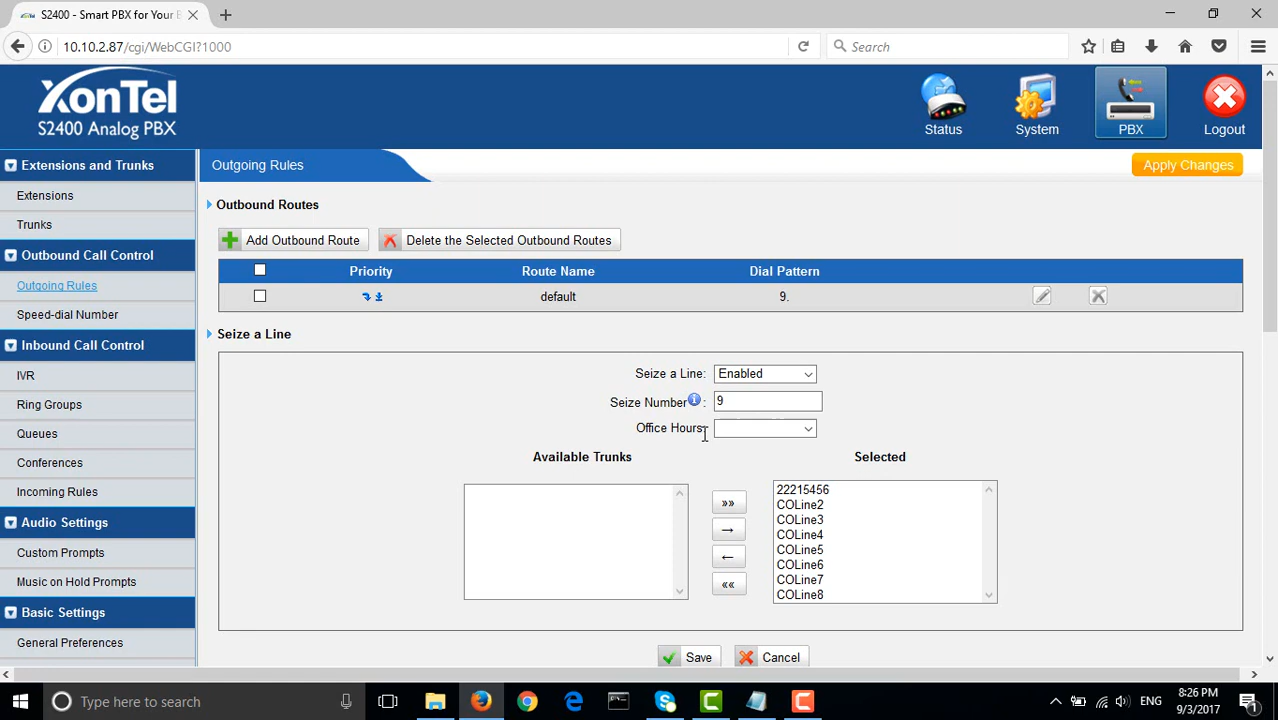 S2400 - Smart PBX for Your B
10.10.2.87/cgi/WebCGI?1000
Search
XonTel
S2400 Analog PBX
Status
System
PBX
Logout
Extensions and Trunks
Extensions
Trunks
Outbound Call Control
Outgoing Rules
Speed-dial Number
Inbound Call Control
IVR
Ring Groups
Queues
Conferences
Incoming Rules
Audio Settings
Custom Prompts
Music on Hold Prompts
Basic Settings
General Preferences
Outgoing Rules
Apply Changes
Outbound Routes
Add Outbound Route
Delete the Selected Outbound Routes
Priority Route Name Dial Pattern
default 9.
Seize a Line
Seize a Line: Enabled
Seize Number : 9
Office Hours:
Available Trunks
Selected
22215456
COLine2
COLine3
COLine4
COLine5
COLine6
COLine7
COLine8
Save
Cancel
Type here to search
ENG
8:26 PM
9/3/2017